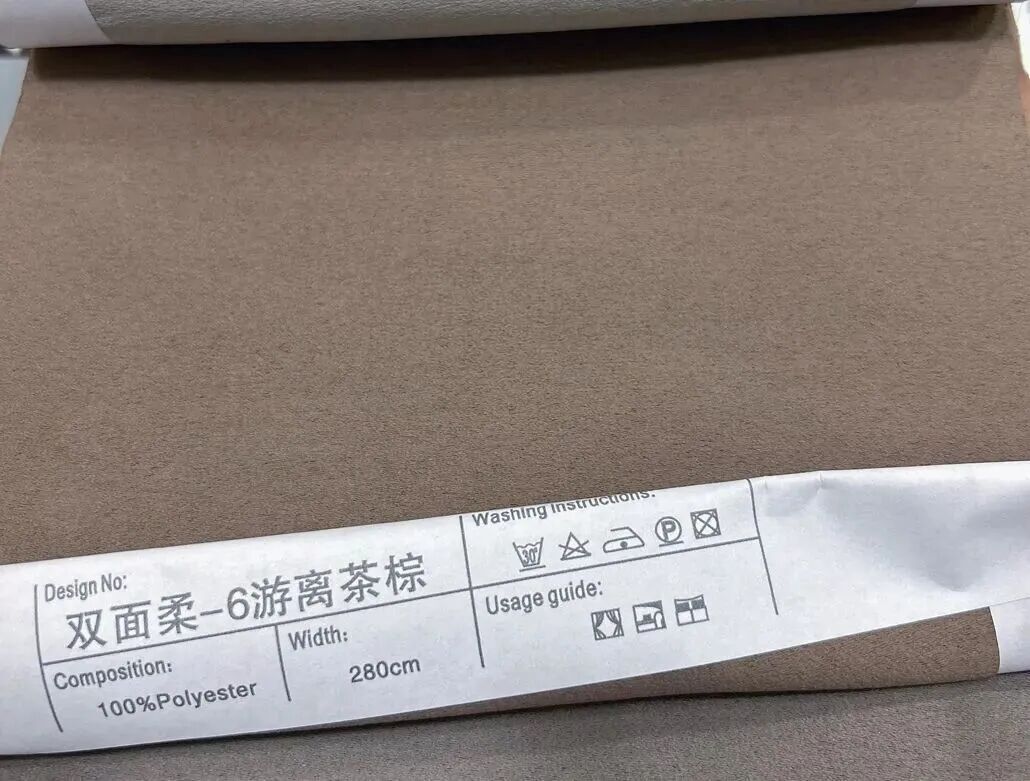 Design No:
双面柔-6游离茶棕
Composition:
100%Polyester
Width:
280cm
Washing Instructions:
30°
P
Usage guide: